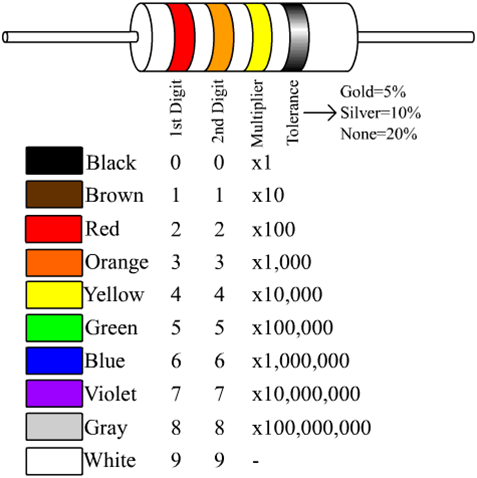 1st Digit
2nd Digit
Multiplier
Tolerance
Gold=5%
Silver=10%
None=20%
Black 0 0 x1
Brown 1 1 x10
Red 2 2 x100
Orange 3 3 x1,000
Yellow 4 4 x10,000
Green 5 5 x100,000
Blue 6 6 x1,000,000
Violet 7 7 x10,000,000
Gray 8 8 x100,000,000
White 9 9 -